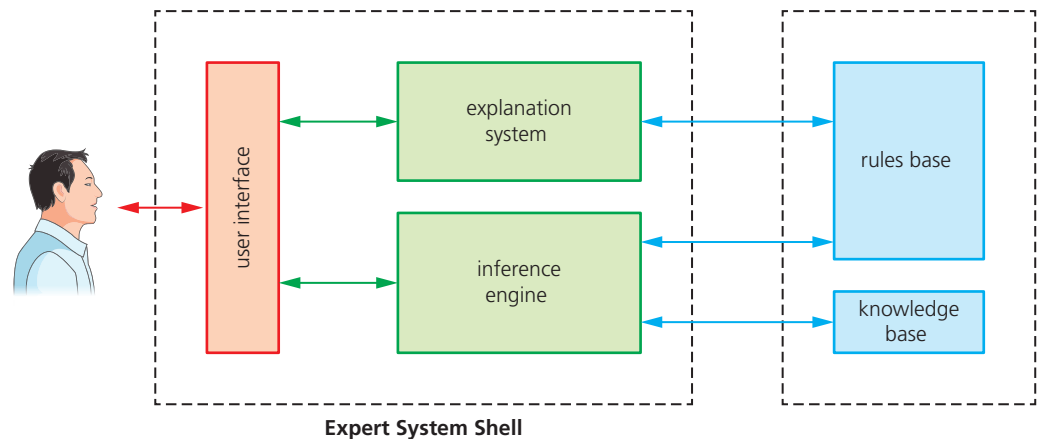 user interface
explanation
system
inference
engine
rules base
knowledge
base
Expert System Shell